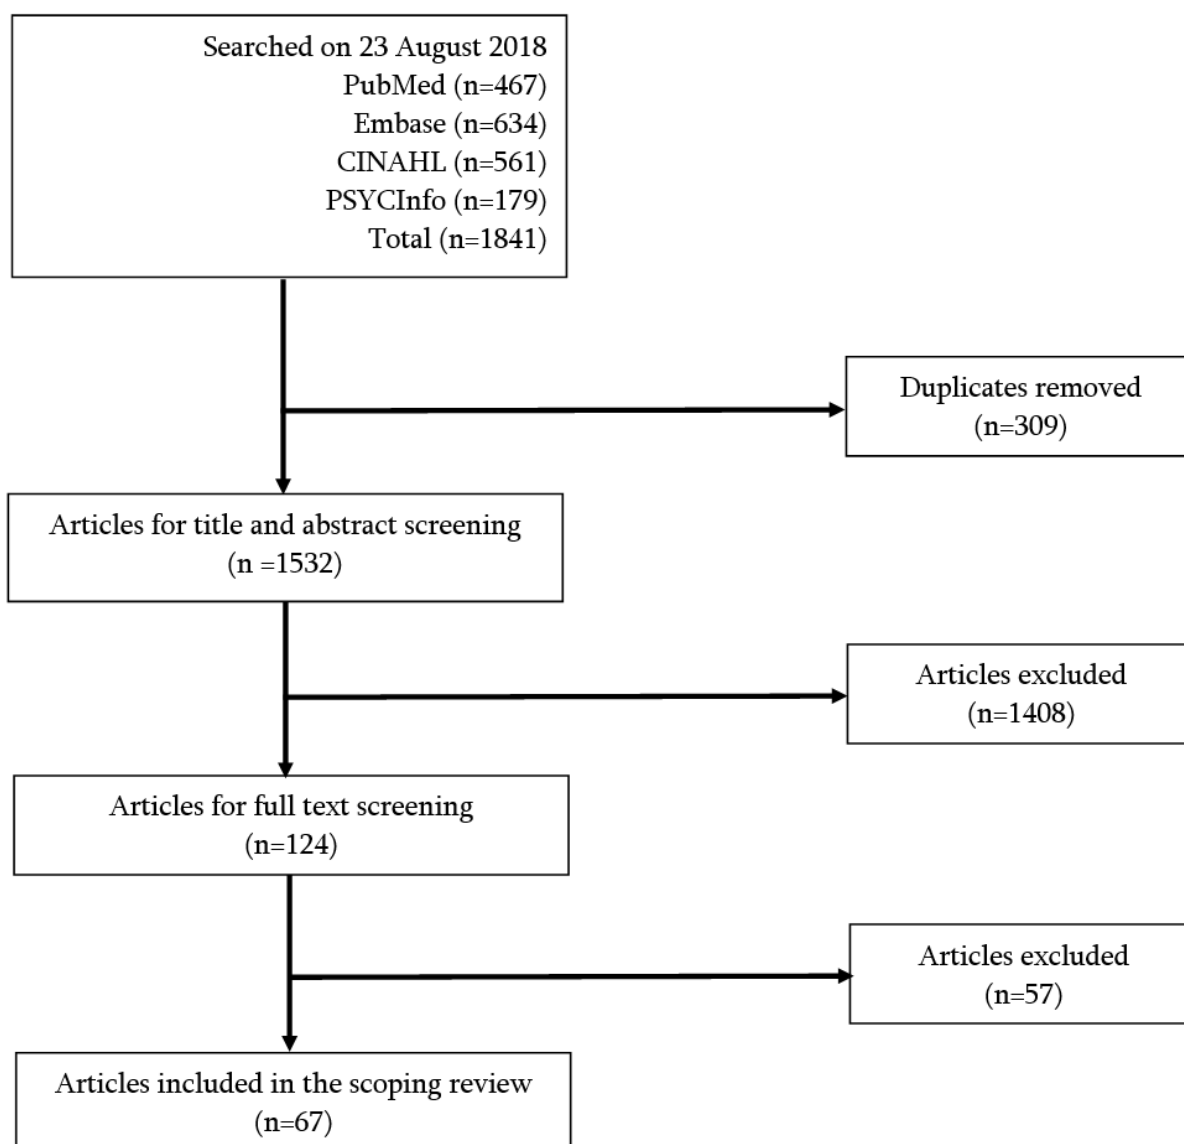 Searched on 23 August 2018
PubMed (n=467)
Embase (n=634)
CINAHL (n=561)
PSYCInfo (n=179)
Total (n=1841)
Duplicates removed
(n=309)
Articles for title and abstract screening
(n =1532)
Articles excluded
(n=1408)
Articles for full text screening
(n=124)
Articles excluded
(n=57)
Articles included in the scoping review
(n=67)